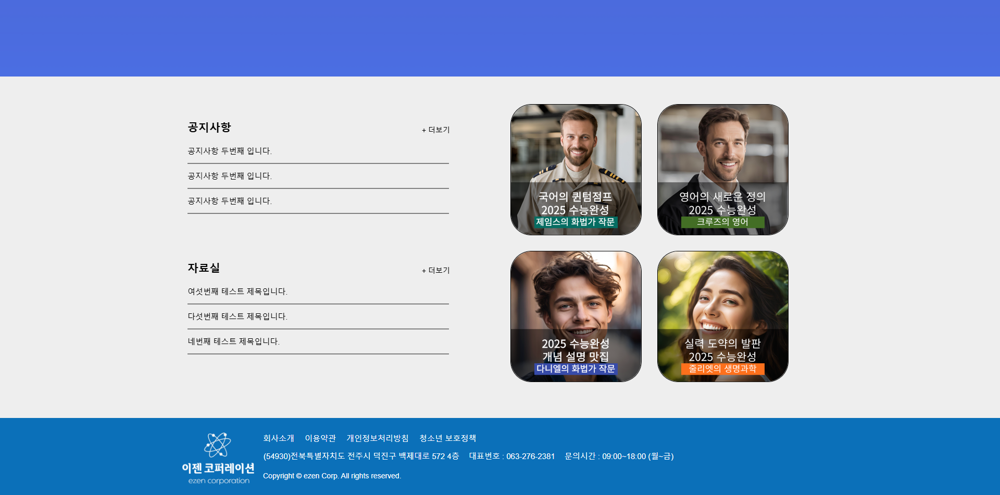 공지사항
+ 더보기
공지사항 두번째 입니다.
공지사항 두번째 입니다.
공지사항 두번째 입니다.
자료실
+ 더보기
여섯번째 테스트 제목입니다.
다섯번째 테스트 제목입니다.
네번째 테스트 제목입니다.
국어의 퀀텀점프
2025 수능완성
제임스의 화법가 작문
영어의 새로운 정의
2025 수능완성
크루즈의 영어
2025 수능완성
개념 설명 맛집
다니엘의 화법가 작문
실력 도약의 발판
2025 수능완성
줄리엣의 생명과학
이젠 코퍼레이션
ezen corporation
회사소개 이용약관 개인정보처리방침 청소년 보호정책
(54930)전북특별자치도 전주시 덕진구 백제대로 572 4층 대표번호 : 063-276-2381 문의시간 : 09:00~18:00 (월~금)
Copyright © ezen Corp. All rights reserved.